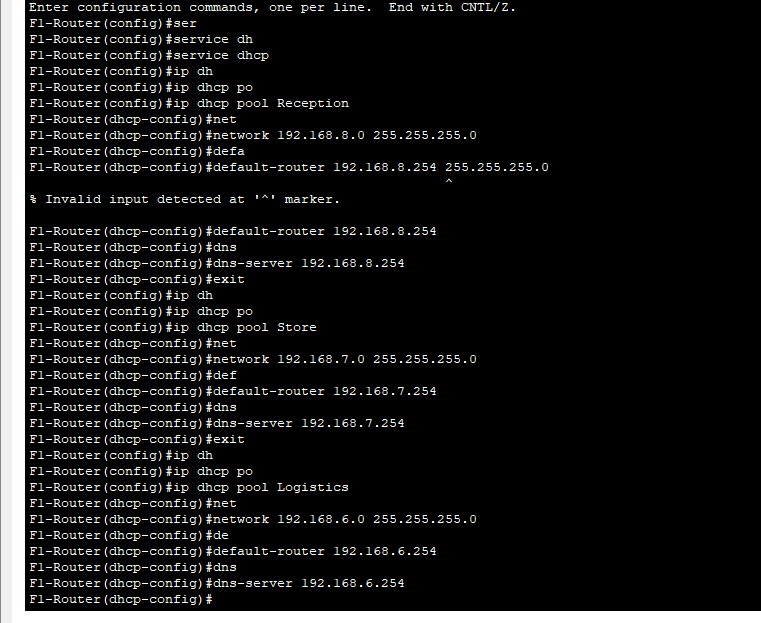 Enter configuration commands, one per line.  End with CNTL/Z.
F1-Router(config)#ser
F1-Router(config)#service dh
F1-Router(config)#service dhcp
F1-Router(config)#ip dh
F1-Router(config)#ip dhcp po
F1-Router(config)#ip dhcp pool Reception
F1-Router(dhcp-config)#net
F1-Router(dhcp-config)#network 192.168.8.0 255.255.255.0
F1-Router(dhcp-config)#defa
F1-Router(dhcp-config)#default-router 192.168.8.254 255.255.255.0
^
% Invalid input detected at '^' marker.
F1-Router(dhcp-config)#default-router 192.168.8.254
F1-Router(dhcp-config)#dns
F1-Router(dhcp-config)#dns-server 192.168.8.254
F1-Router(dhcp-config)#exit
F1-Router(config)#ip dh
F1-Router(config)#ip dhcp po
F1-Router(config)#ip dhcp pool Store
F1-Router(dhcp-config)#net
F1-Router(dhcp-config)#network 192.168.7.0 255.255.255.0
F1-Router(dhcp-config)#def
F1-Router(dhcp-config)#default-router 192.168.7.254
F1-Router(dhcp-config)#dns
F1-Router(dhcp-config)#dns-server 192.168.7.254
F1-Router(dhcp-config)#exit
F1-Router(config)#ip dh
F1-Router(config)#ip dhcp po
F1-Router(config)#ip dhcp pool Logistics
F1-Router(dhcp-config)#net
F1-Router(dhcp-config)#network 192.168.6.0 255.255.255.0
F1-Router(dhcp-config)#de
F1-Router(dhcp-config)#default-router 192.168.6.254
F1-Router(dhcp-config)#dns
F1-Router(dhcp-config)#dns-server 192.168.6.254
F1-Router(dhcp-config)#